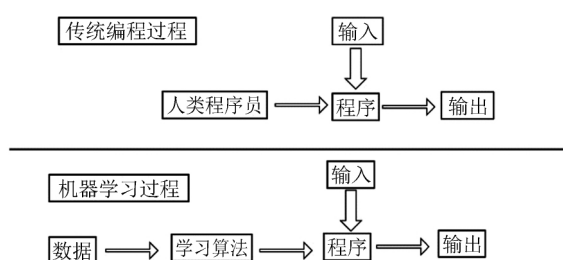 传统编程过程
输入
人类程序员
程序
输出
机器学习过程
输入
数据
学习算法
程序
输出